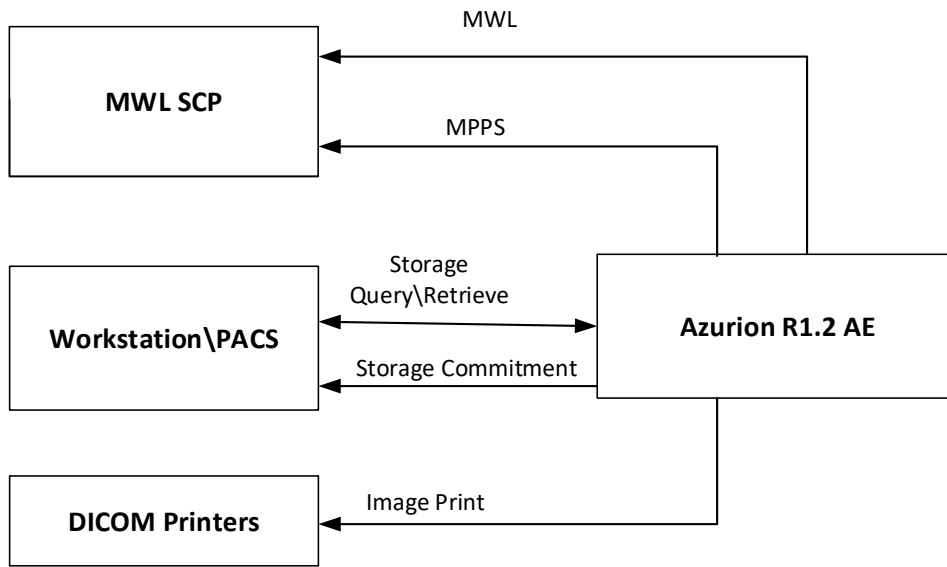 MWL
MWL SCP
MPPS
Storage
Query\Retrieve
Workstation\PACS
Azurion R1.2 AE
Storage Commitment
Image Print
DICOM Printers